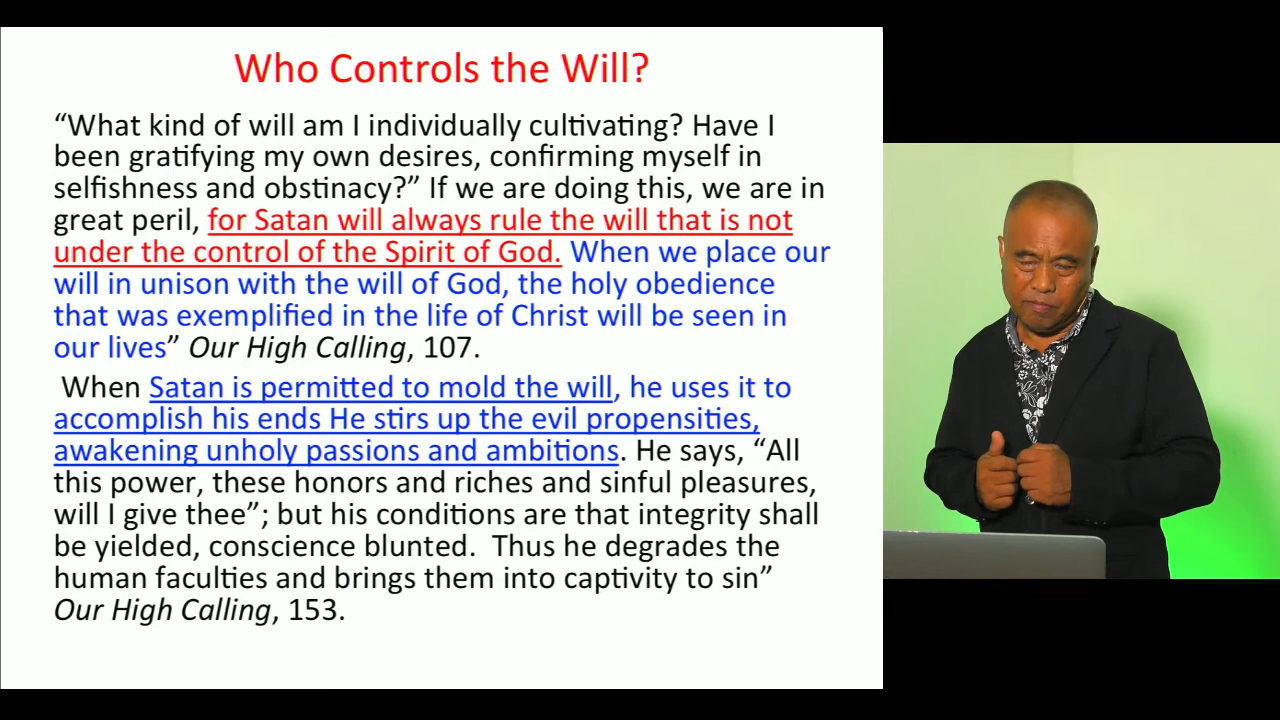 Who Controls the Will?
“What kind of will am I individually cultivating? Have I
been gratifying my own desires, confirming myself in
selfishness and obstinacy?” If we are doing this, we are in
great peril, for Satan will always rule the will that is not
under the control of the Spirit of God. When we place our
will in unison with the will of God, the holy obedience
that was exemplified in the life of Christ will be seen in
our lives” Our High Calling, 107.
When Satan is permitted to mold the will, he uses it to
accomplish his ends He stirs up the evil propensities,
awakening unholy passions and ambitions. He says, “All
this power, these honors and riches and sinful pleasures,
will I give thee”; but his conditions are that integrity shall
be yielded, conscience blunted.  Thus he degrades the
human faculties and brings them into captivity to sin”
Our High Calling, 153.